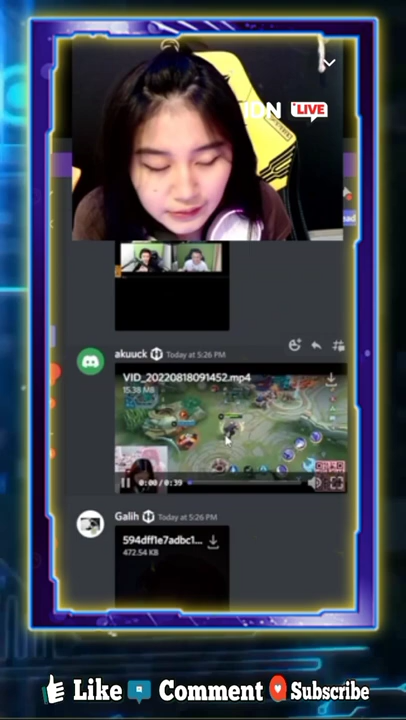 IDN LIVE
akuuck Today at 5:26 PM
VID_20220818091452.mp4
15.38 MB
0:00 / 0:39
Galih Today at 5:26 PM
594dff1e7adbc1...
472.54 KB
Like Comment Subscribe